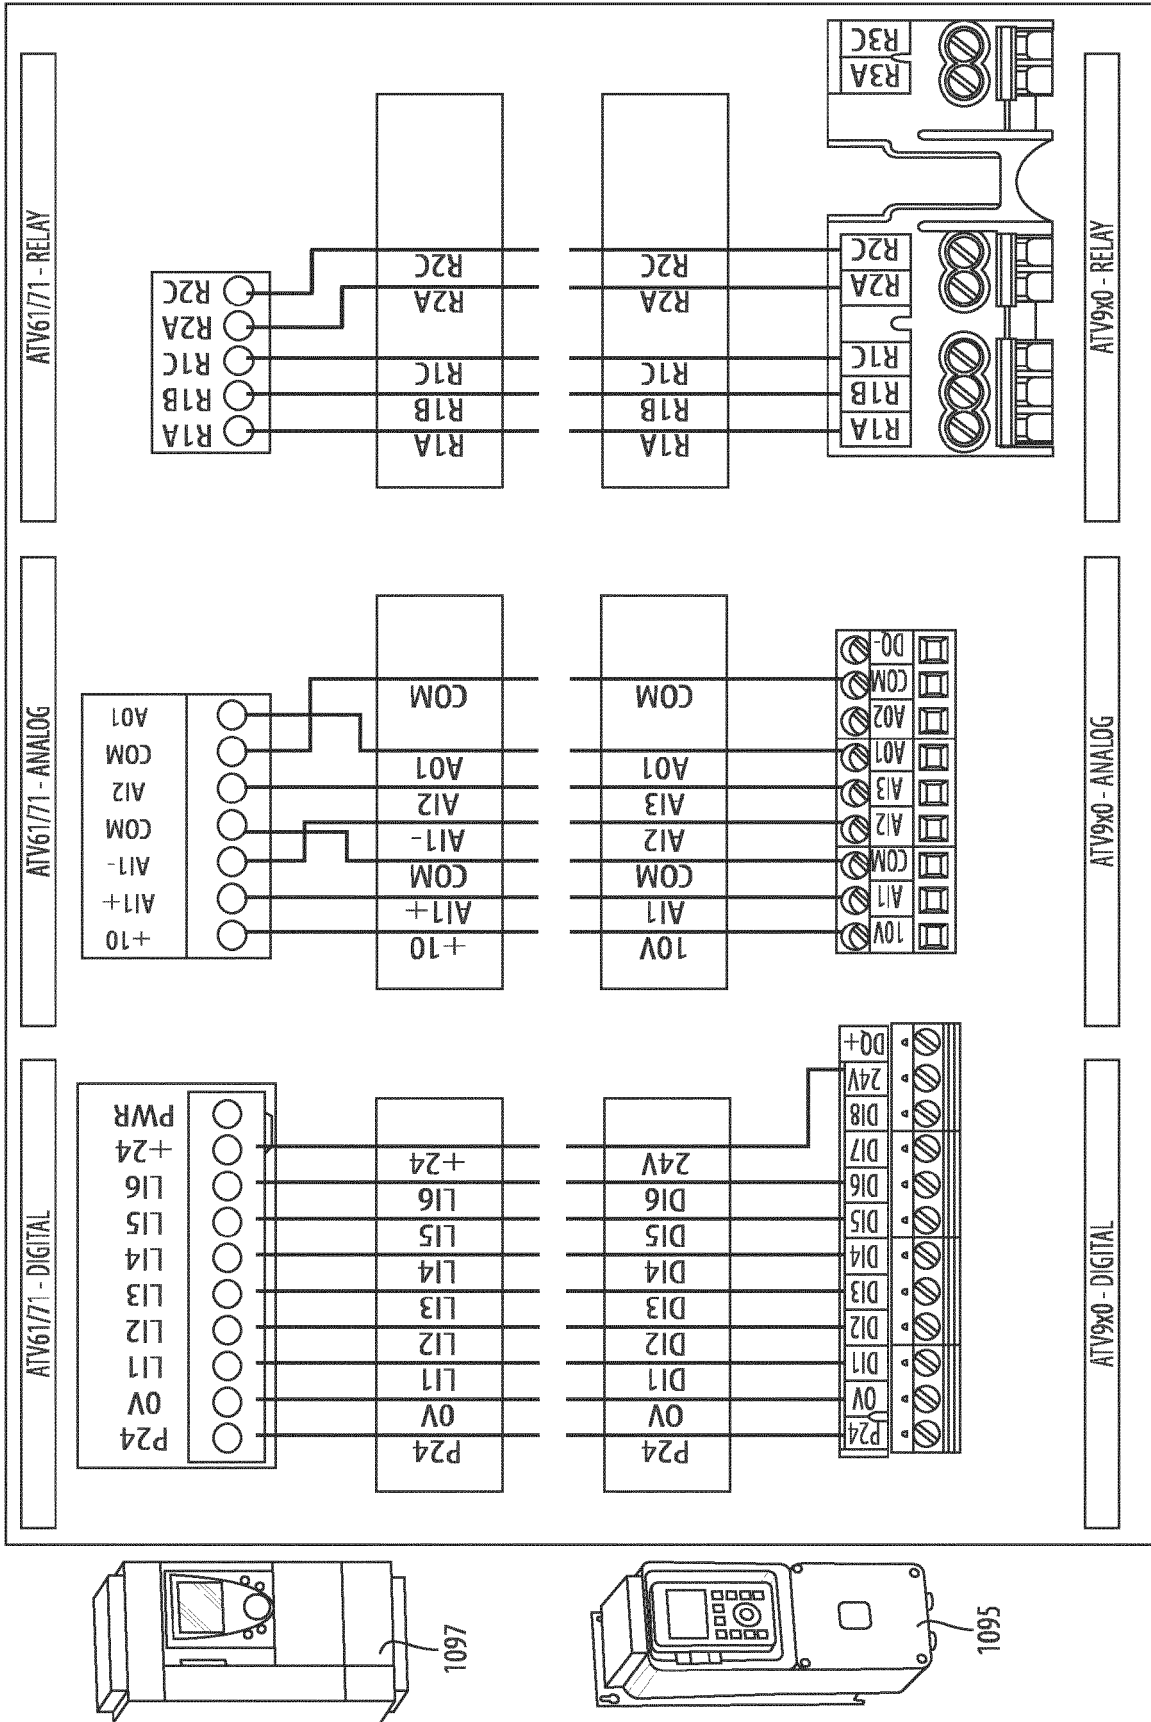 ATV61/71 - RELAY
R2C
R2A
R1C
R1B
R1A
R2C
R2A
R1C
R1B
R1A
R2C
R2A
R1C
R1B
R1A
R3C
R3A
R2C
R2A
R1C
R1B
R1A
ATV9x0 - RELAY
ATV61/71 - ANALOG
A01
COM
AI2
COM
AI1-
AI1+
+10
COM
A01
AI2
AI1-
COM
AI1+
+10
COM
A01
AI3
AI2
COM
AI1
10V
DQ-
COM
A02
A01
AI3
AI2
COM
AI1
10V
ATV9x0 - ANALOG
ATV61/71 - DIGITAL
PWR
+24
LI6
LI5
LI4
LI3
LI2
LI1
0V
P24
+24
LI6
LI5
LI4
LI3
LI2
LI1
0V
P24
24V
DI6
DI5
DI4
DI3
DI2
DI1
0V
P24
DQ+
24V
DI8
DI7
DI6
DI5
DI4
DI3
DI2
DI1
0V
P24
ATV9x0 - DIGITAL
1097
1095